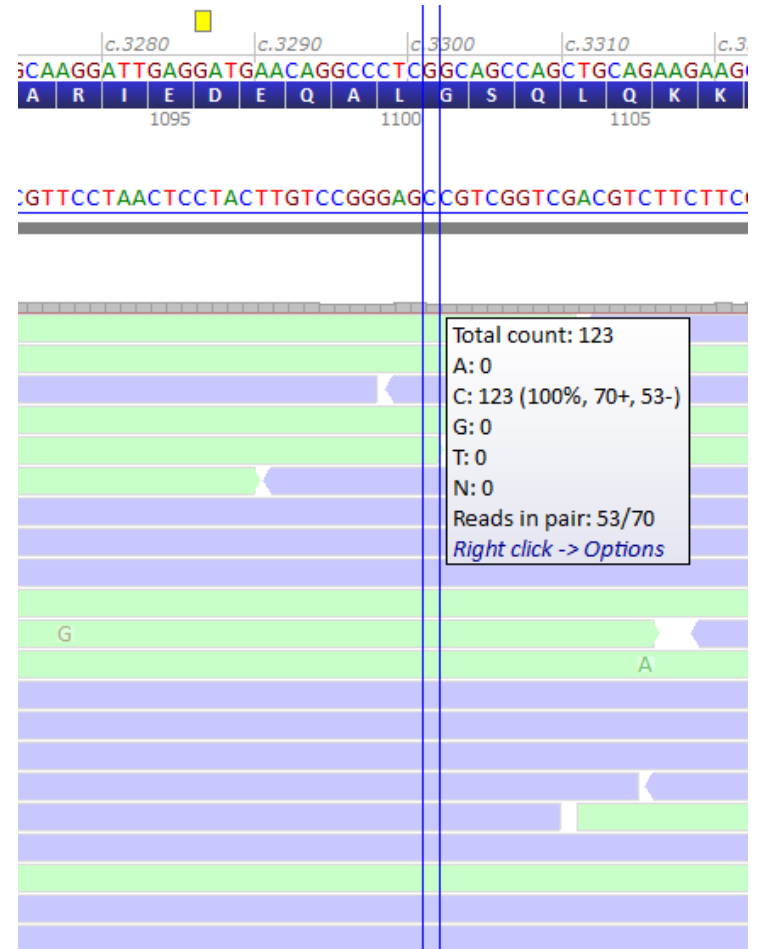 c.3280 c.3290 c.3300 c.3310 c.3
GCAAGGATTGAGGATGAACAGGCCCTCGGCAGCCAGCTGCAGAAGAAG
A R I E D E Q A L G S Q L Q K K
1095 1100 1105
CGTTCCTAACTCCTACTTGTCCGGGAGCCGTCGGTCGACGTCTTCTTC
Total count: 123
A: 0
C: 123 (100%, 70+, 53-)
G: 0
T: 0
N: 0
Reads in pair: 53/70
Right click -> Options
G
A